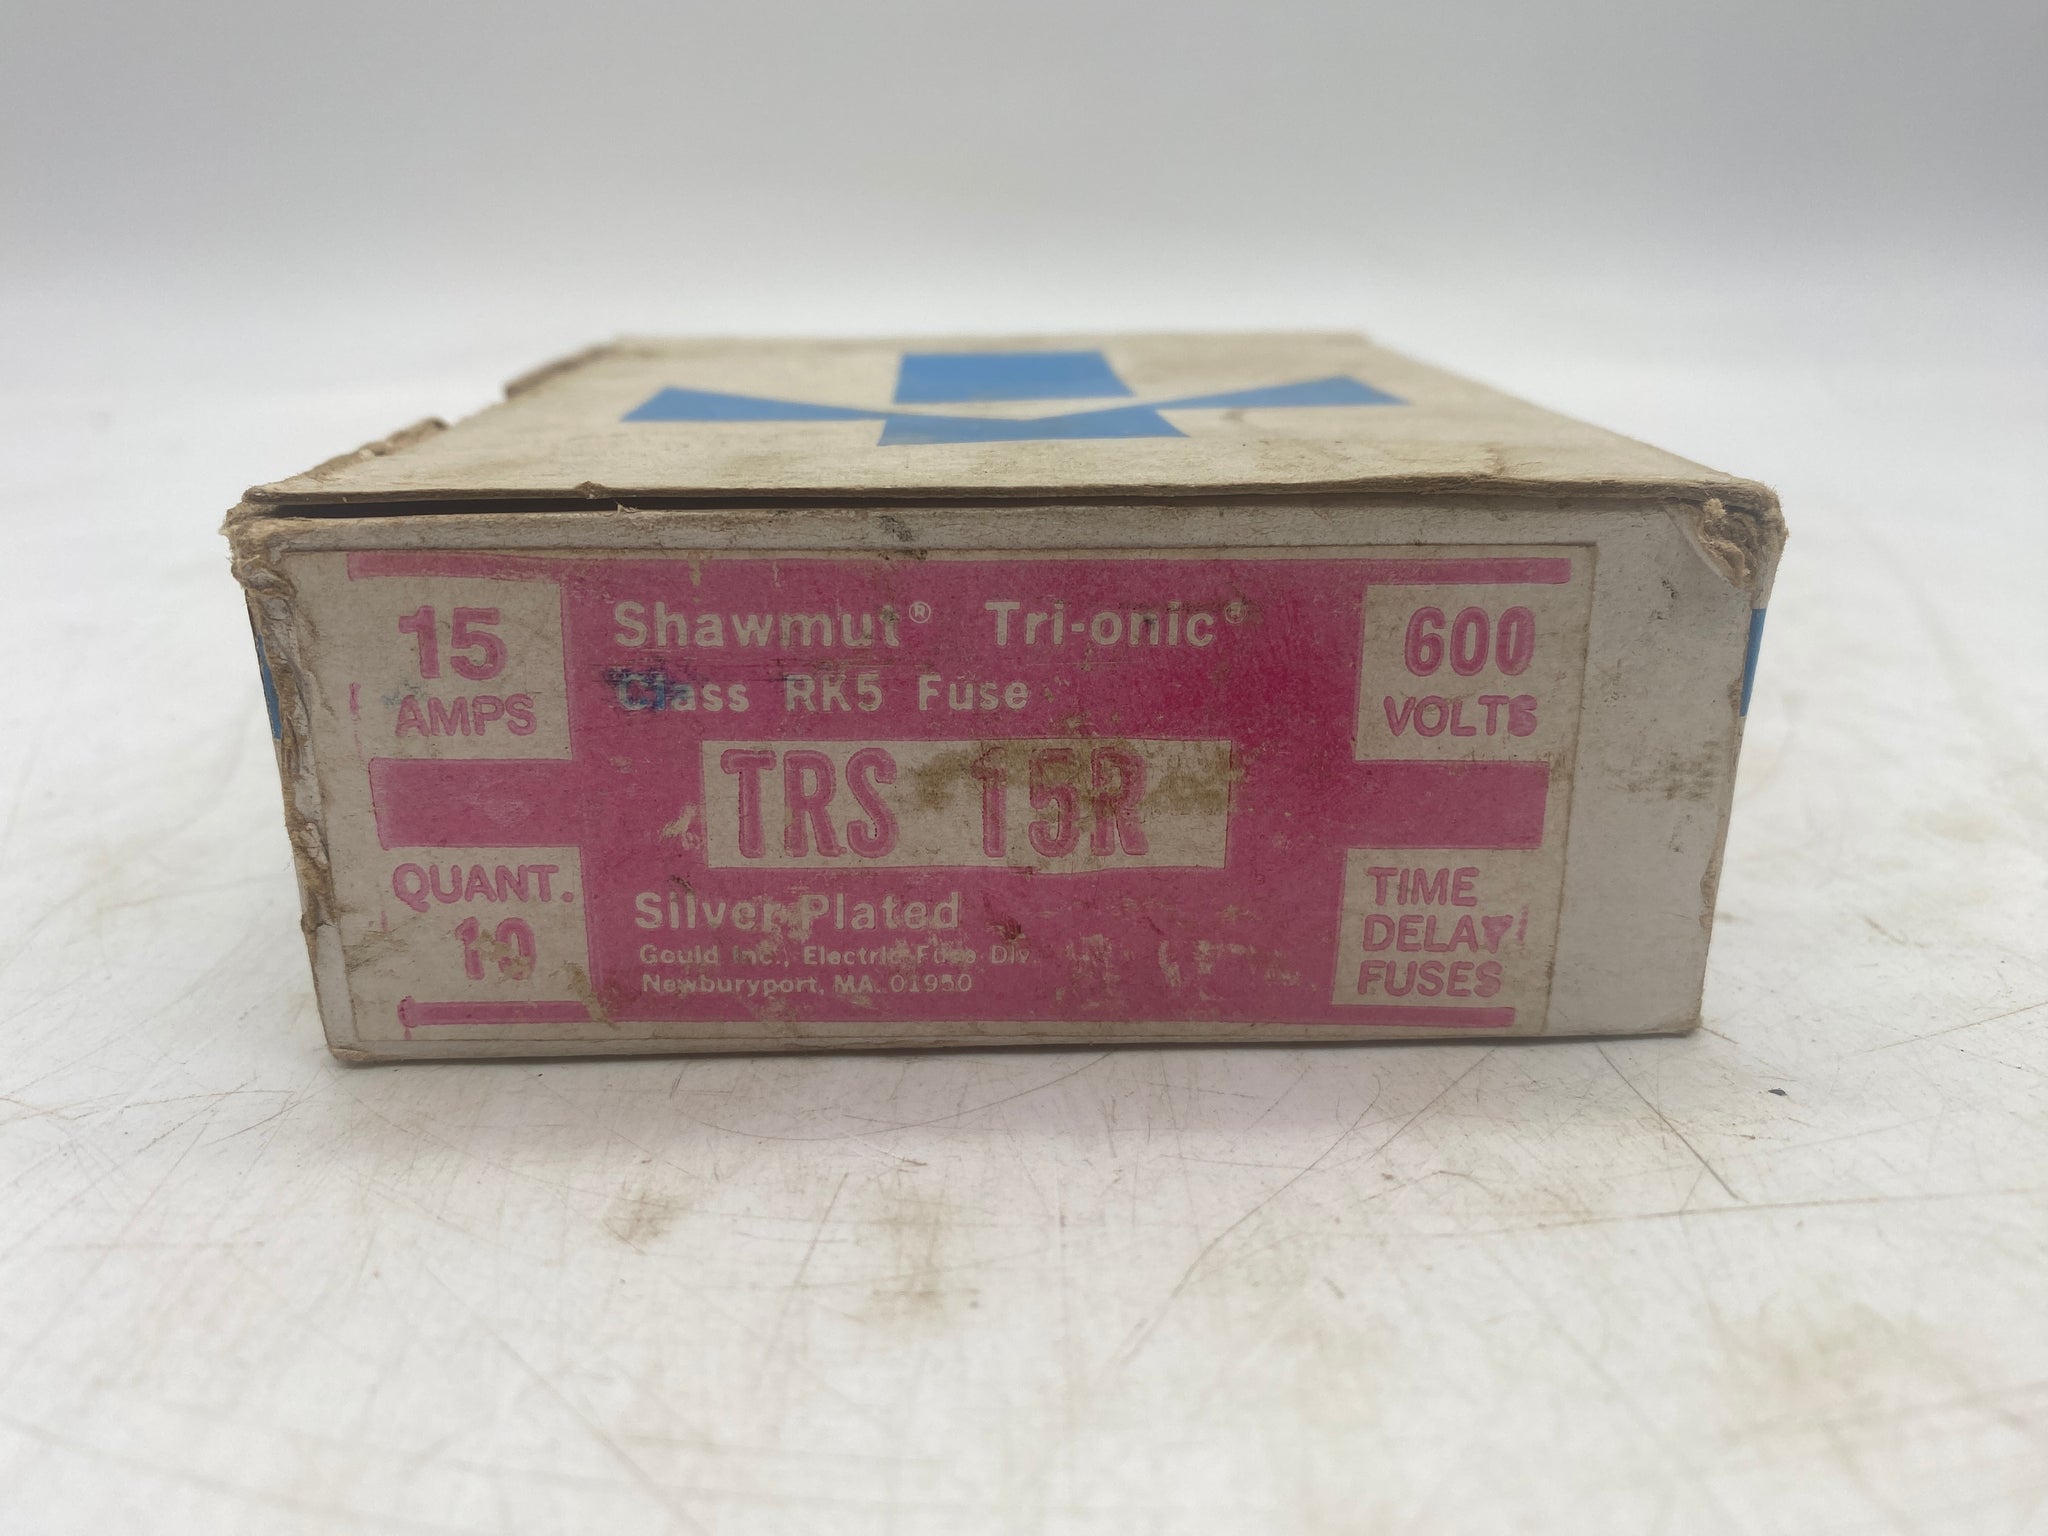 15
AMPS
Shawmut® Tri-onic®
Class RK5 Fuse
600
VOLTS
TRS 15R
QUANT.
10
Silver Plated
Gould Inc., Electric Fuse Div.
Newburyport, MA. 01950
TIME
DELAY
FUSES